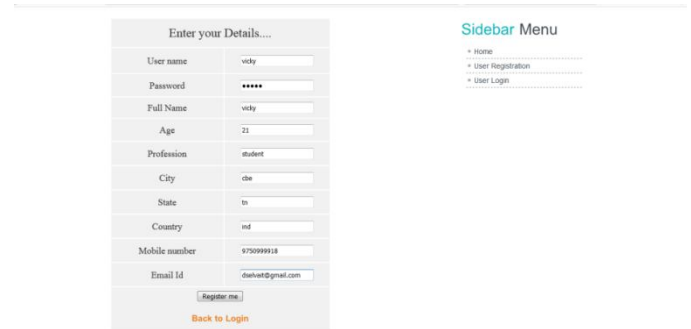 Enter your Details....
User name vicky
Password •••••
Full Name vicky
Age 21
Profession student
City cbe
State tn
Country ind
Mobile number 9750999918
Email Id dselvait@gmail.com
Register me
Back to Login
Sidebar Menu
Home
User Registration
User Login